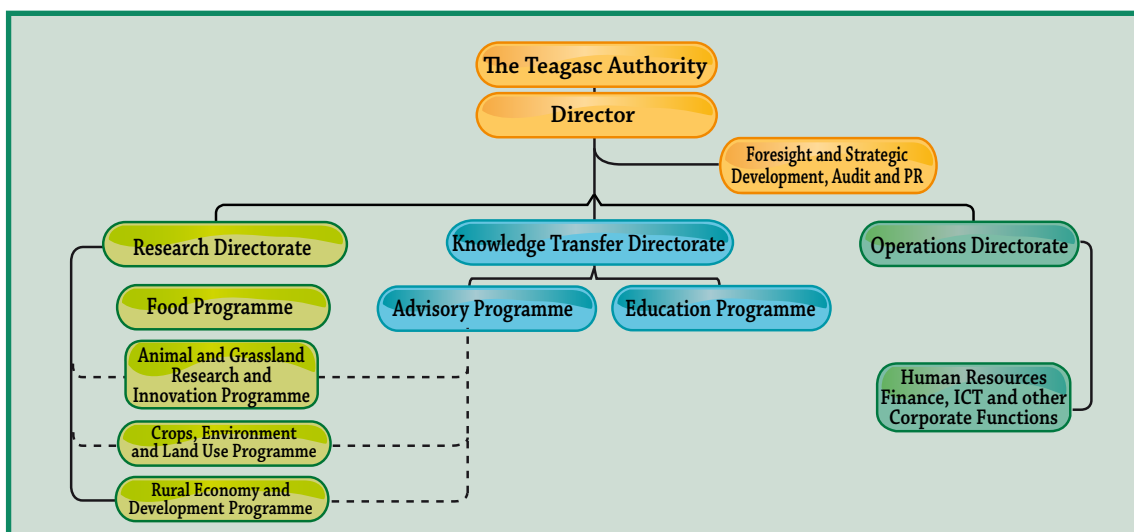 The Teagasc Authority
Director
Foresight and Strategic
Development, Audit and PR
Research Directorate
Knowledge Transfer Directorate
Operations Directorate
Food Programme
Advisory Programme
Education Programme
Animal and Grassland
Research and
Innovation Programme
Human Resources
Finance, ICT and other
Corporate Functions
Crops, Environment
and Land Use Programme
Rural Economy and
Development Programme